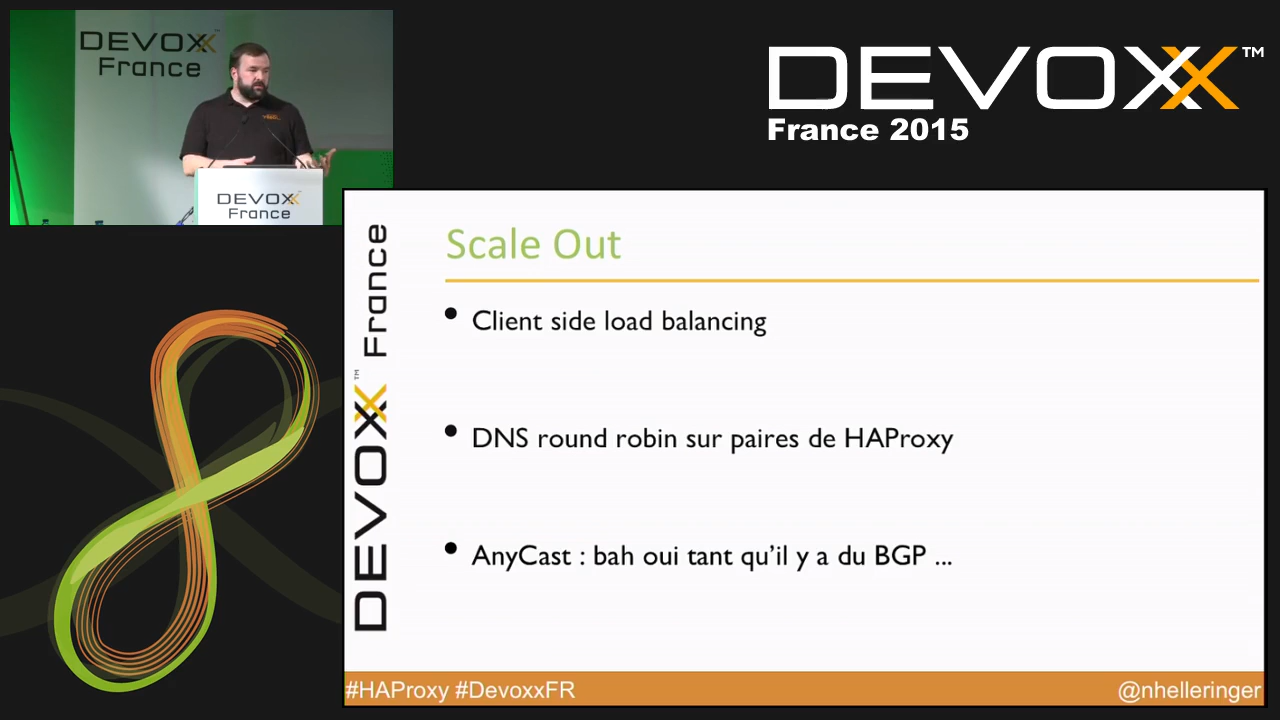 DEVOXX
France
DEVOXX
France
DEVOXX™
France 2015
DEVOXX™ France
Scale Out
• Client side load balancing
• DNS round robin sur paires de HAProxy
• AnyCast : bah oui tant qu’il y a du BGP ...
#HAProxy #DevoxxFR
@nhelleringer